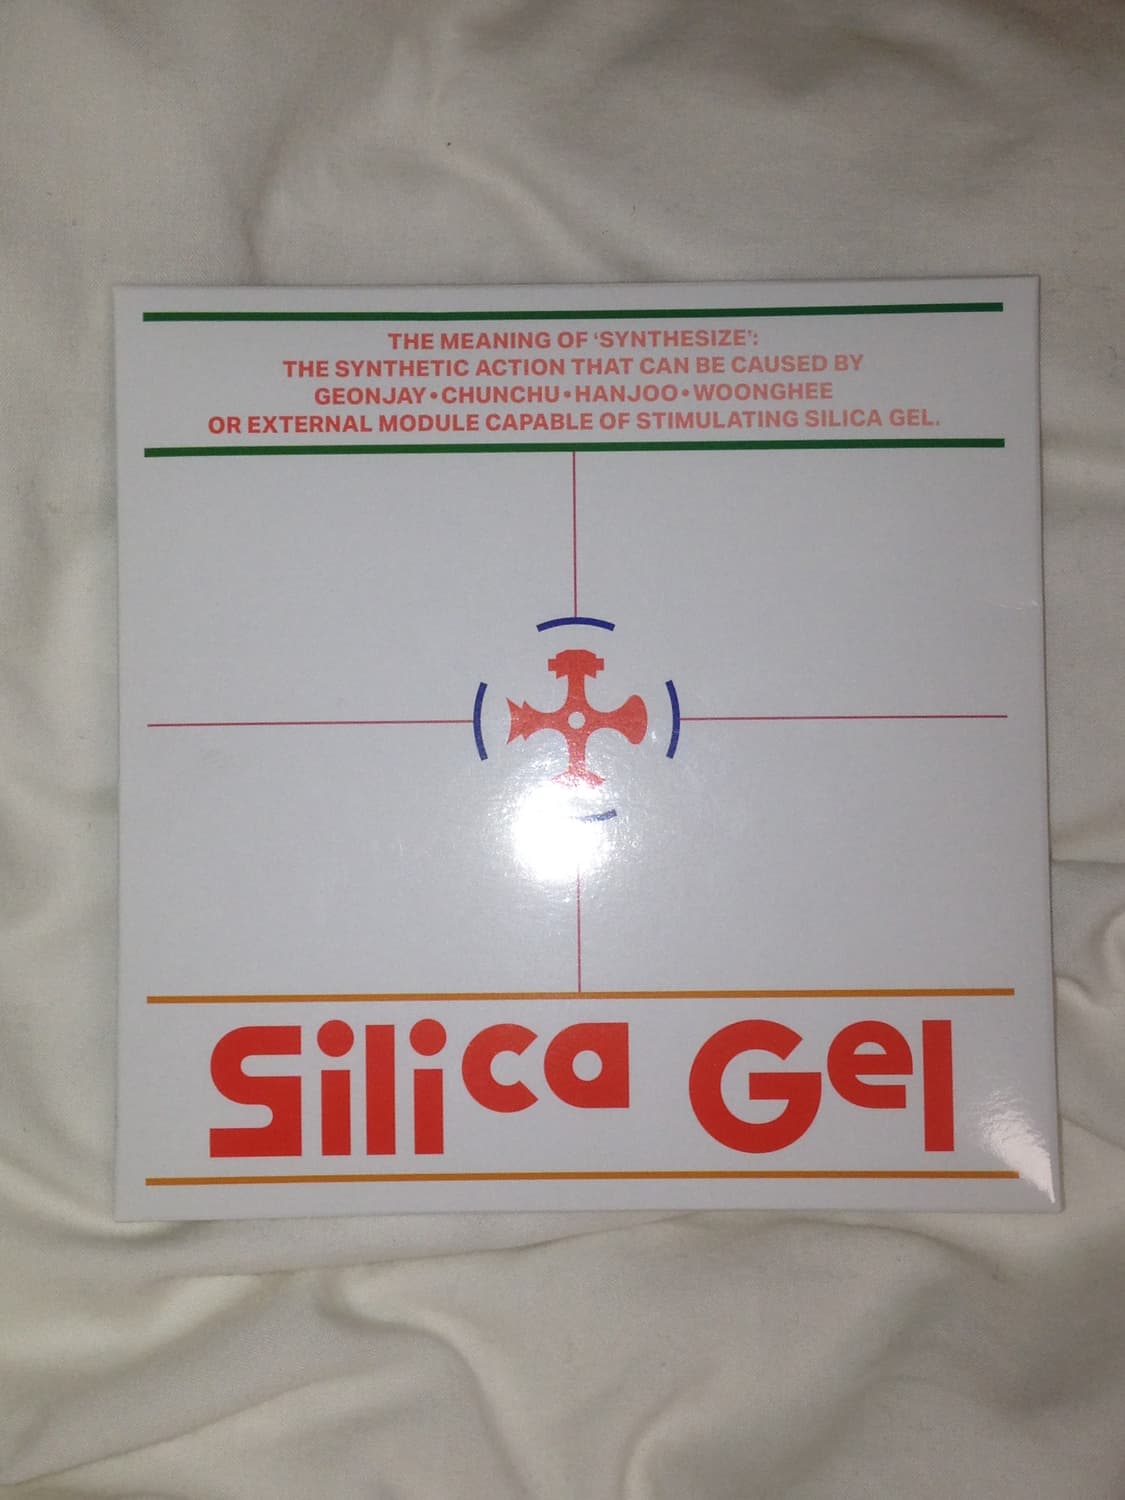 THE MEANING OF ‘SYNTHESIZE’:
THE SYNTHETIC ACTION THAT CAN BE CAUSED BY
GEONJAY•CHUNCHU•HANJOO•WOONGHEE
OR EXTERNAL MODULE CAPABLE OF STIMULATING SILICA GEL.
Silica Gel